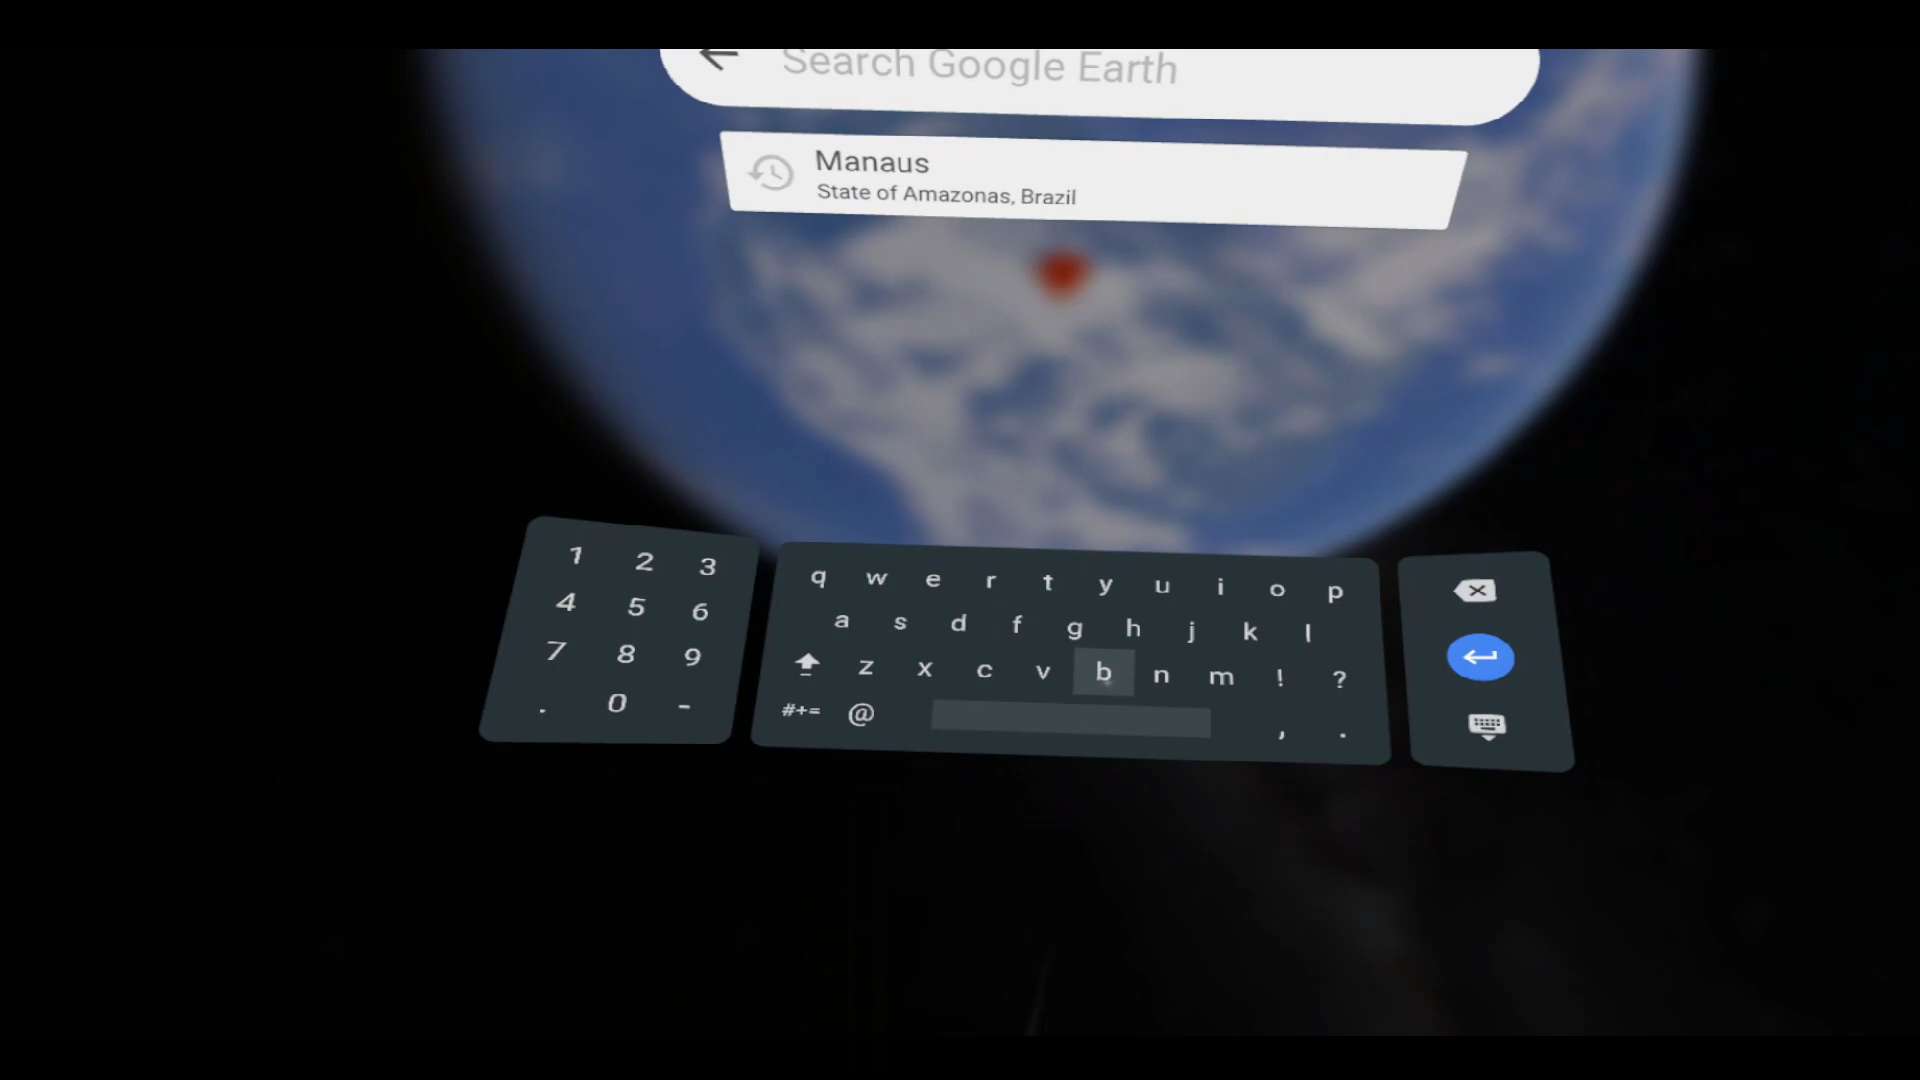 Search Google Earth
Manaus
State of Amazonas, Brazil
1 2 3
4 5 6
7 8 9
. 0 -
q w e r t y u i o p
a s d f g h j k l
z x c v b n m ! ?
#+= @ , .